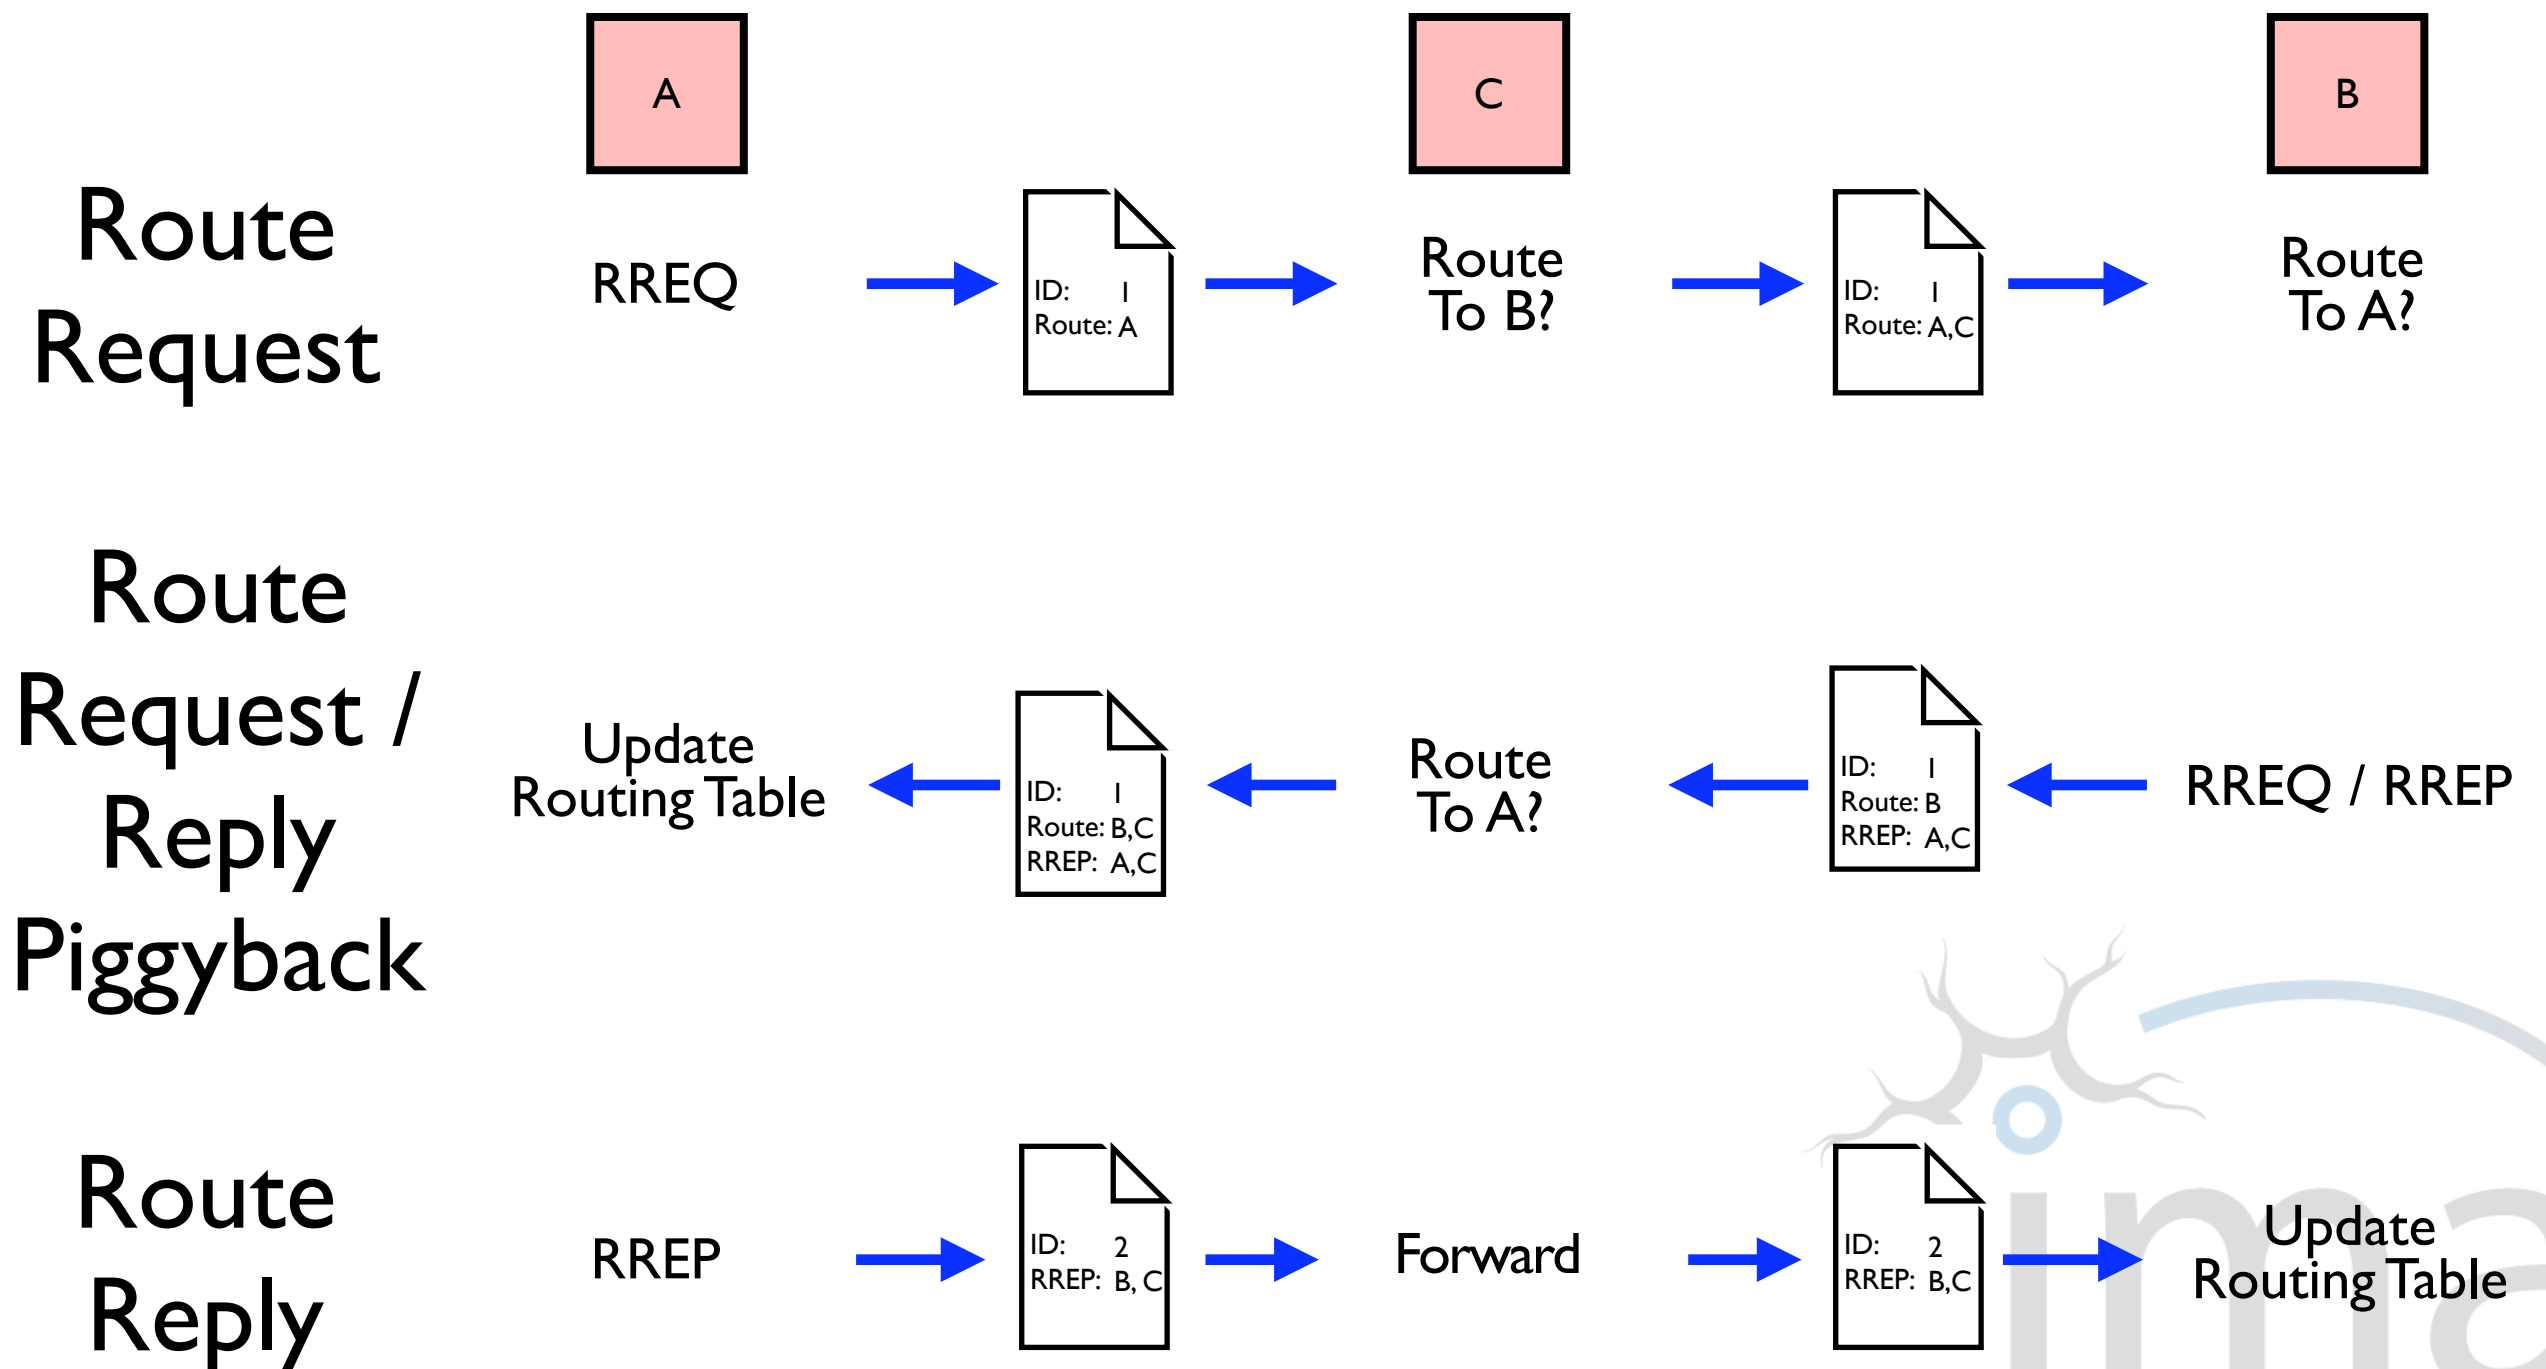 A
C
B
Route
Request
RREQ
ID: 1
Route: A
Route
To B?
ID: 1
Route: A,C
Route
To A?
Route
Request /
Reply
Piggyback
Update
Routing Table
ID: 1
Route: B,C
RREP: A,C
Route
To A?
ID: 1
Route: B
RREP: A,C
RREQ / RREP
Route
Reply
RREP
ID: 2
RREP: B, C
Forward
ID: 2
RREP: B,C
Update
Routing Table
ima